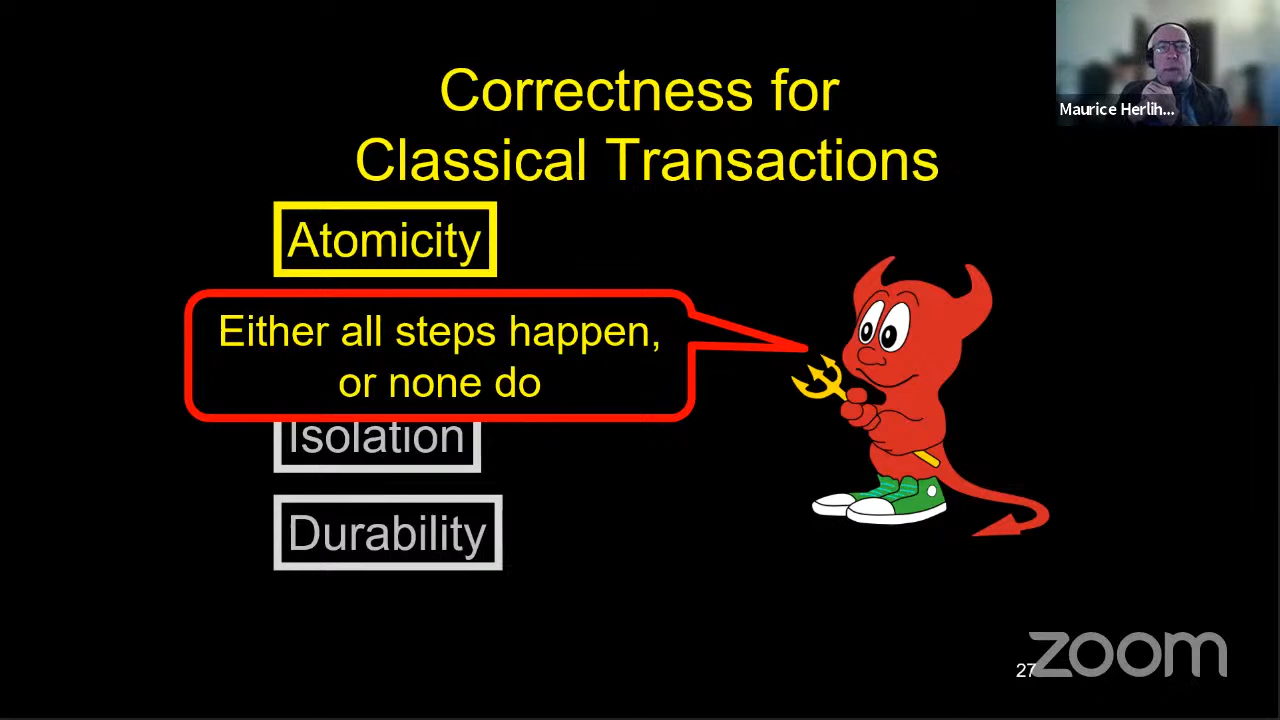 Correctness for
Classical Transactions
Maurice Herlih...
Atomicity
Either all steps happen,
or none do
Isolation
Durability
27
zoom